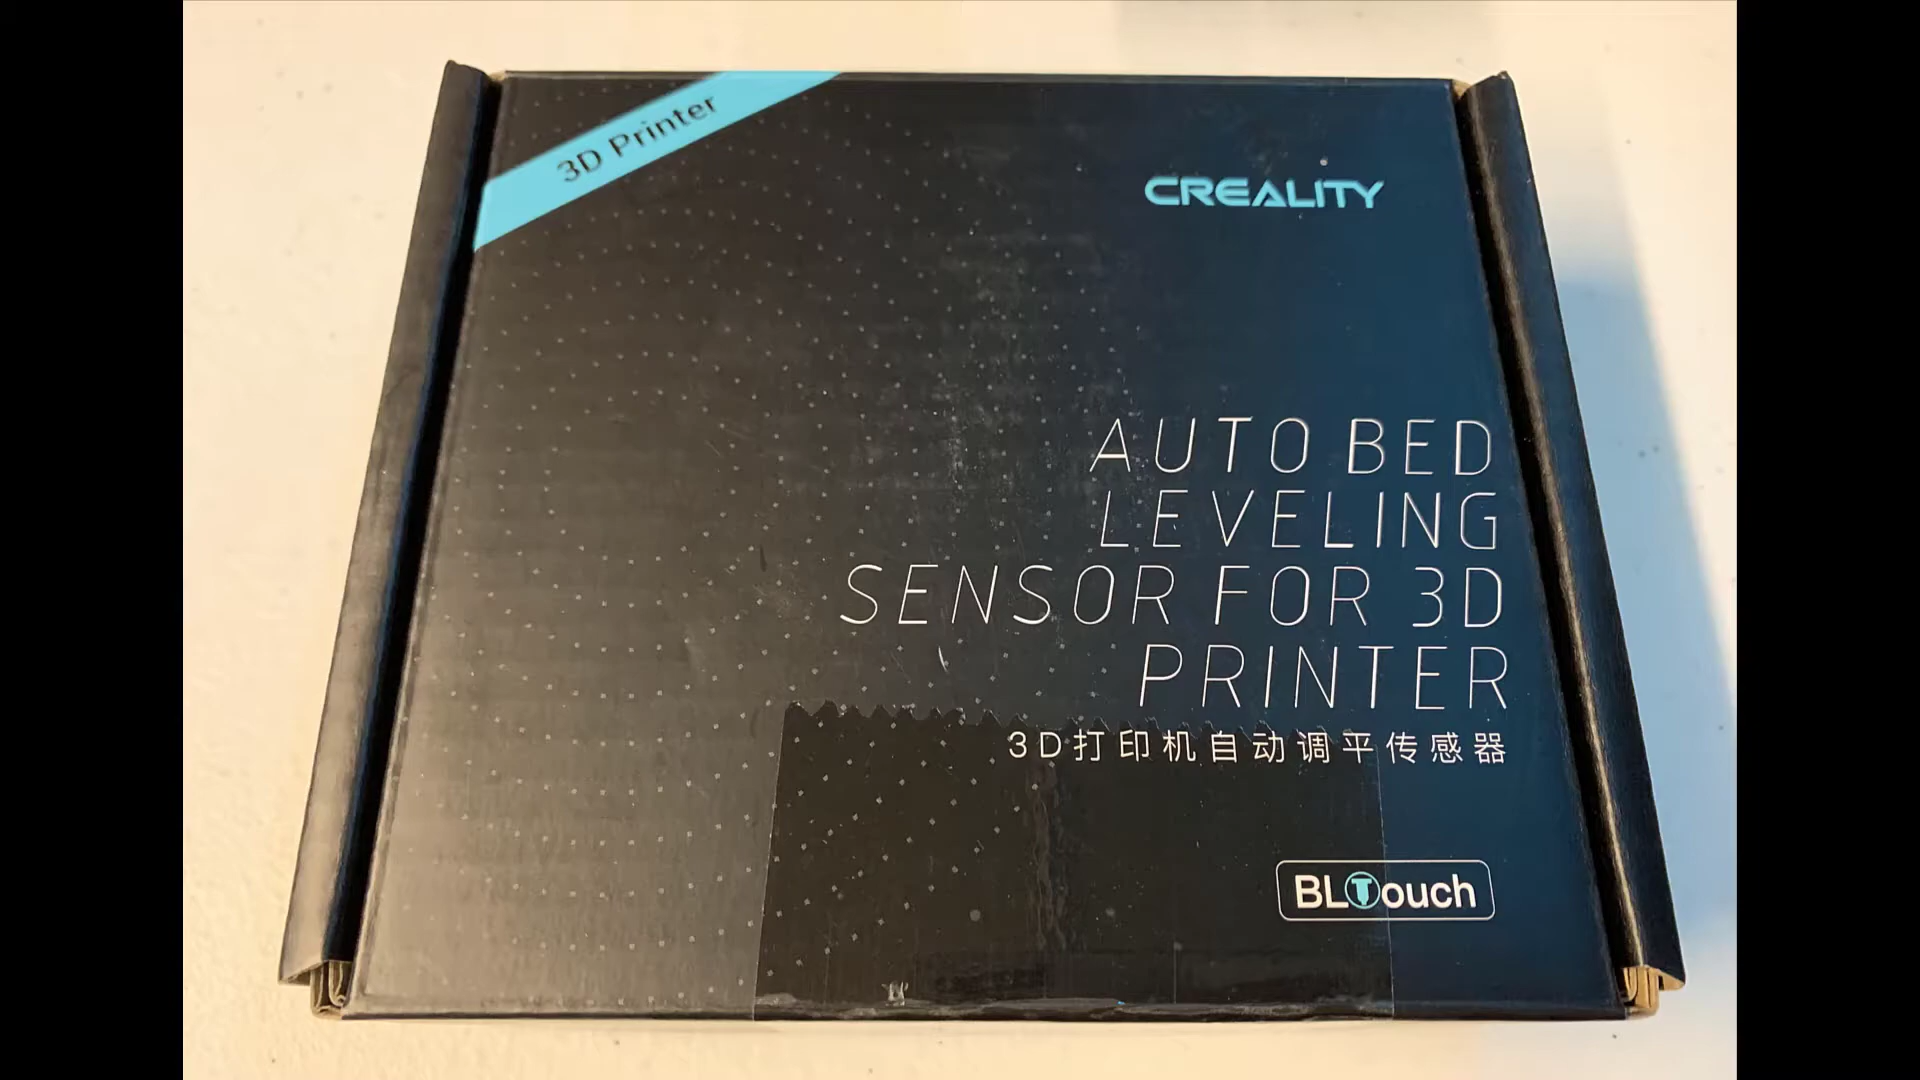 3D Printer
CREALITY
AUTO BED
LEVELING
SENSOR FOR 3D
PRINTER
3D打印机自动调平传感器
BLTouch